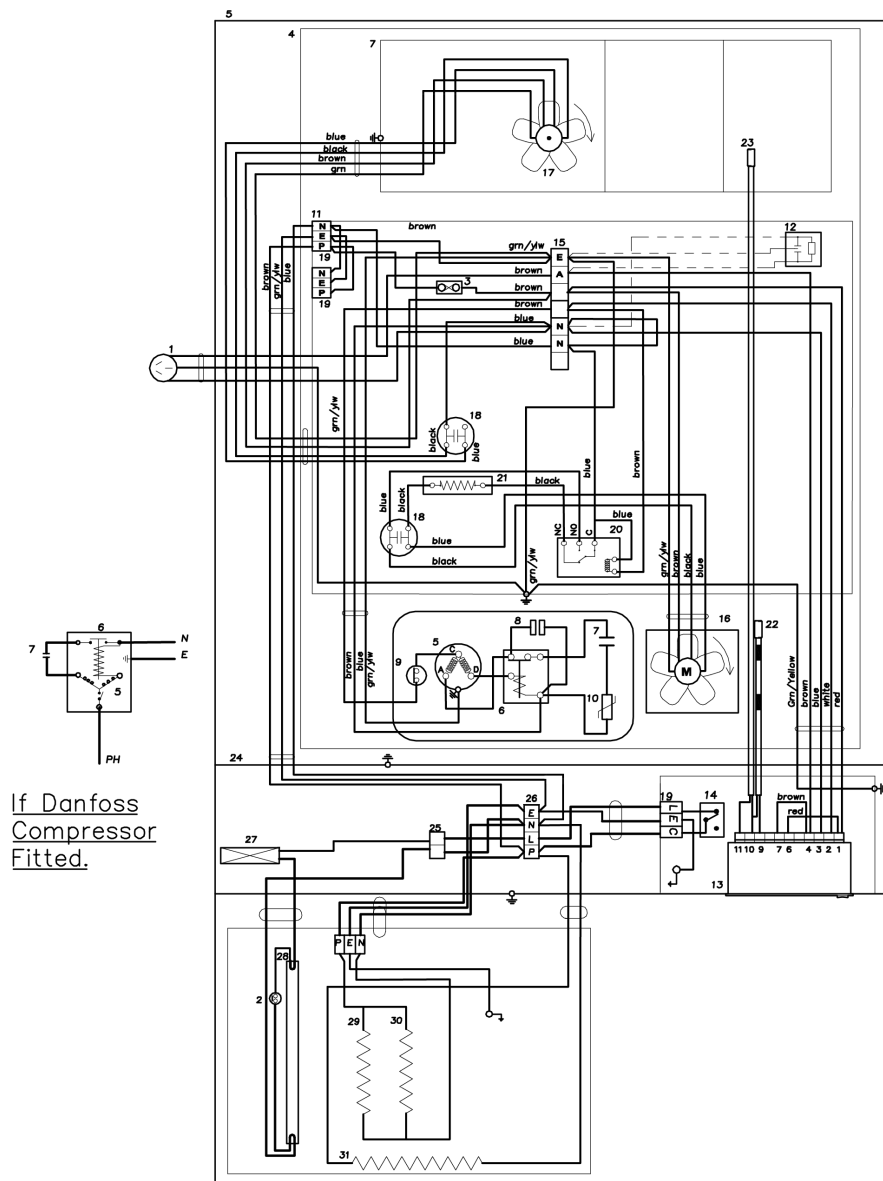 5
4
7
blue
black
brown
grn
17
23
11
N
E
P
19
N
E
P
19
brown
grn/ylw
15
E
A
N
N
12
brown
3
brown
brown
blue
blue
brown
grn/ylw
blue
1
grn/ylw
18
black
blue
blue
brown
21
black
blue
black
18
blue
black
NC
NO
C
20
blue
grn/ylw
grn/ylw
brown
black
blue
16
M
22
6
7
N
E
5
PH
If Danfoss
Compressor
Fitted.
brown
blue
grn/ylw
9
5
C
A
D
8
6
7
10
Grn/Yellow
brown
blue
white
red
24
27
25
26
E
N
L
P
19
L
E
C
14
brown
red
11 10 9 7 6 4 3 2 1
13
P E N
28
2
29
30
31